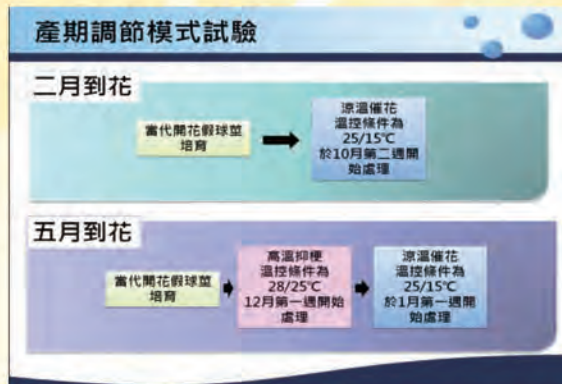 產期調節模式試驗
二月到花
當代開花假球莖
培育
涼溫催花
溫控條件為
25/15℃
於10月第二週開
始處理
五月到花
當代開花假球莖
培育
高溫抑梗
溫控條件為
28/25℃
12月第一週開始
處理
涼溫催花
溫控條件為
25/15℃
於1月第一週開
始處理